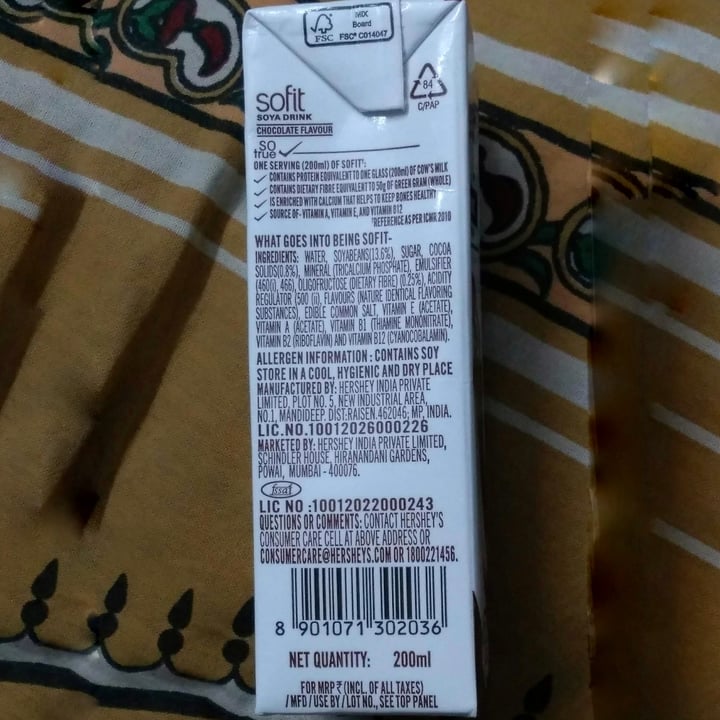 MIX
Board
FSC
FSC® C014047
84
C/PAP
sofit
SOYA DRINK
CHOCOLATE FLAVOUR
so
true
ONE SERVING (200ml) OF SOFIT¹:
CONTAINS PROTEIN EQUIVALENT TO ONE GLASS (200ml) OF COW'S MILK
CONTAINS DIETARY FIBRE EQUIVALENT TO 50g OF GREEN GRAM (WHOLE)
IS ENRICHED WITH CALCIUM THAT HELPS TO KEEP BONES HEALTHY
SOURCE OF- VITAMIN A, VITAMIN E, AND VITAMIN B12
¹REFERENCE AS PER ICMR 2010
WHAT GOES INTO BEING SOFIT-
INGREDIENTS: WATER, SOYABEANS(13.6%), SUGAR, COCOA
SOLIDS(0.8%), MINERAL (TRICALCIUM PHOSPHATE), EMULSIFIER
(460(i), 466), OLIGOFRUCTOSE (DIETARY FIBRE) (0.25%), ACIDITY
REGULATOR (500 (ii), FLAVOURS (NATURE IDENTICAL FLAVORING
SUBSTANCES), EDIBLE COMMON SALT, VITAMIN E (ACETATE),
VITAMIN A (ACETATE), VITAMIN B1 (THIAMINE MONONITRATE),
VITAMIN B2 (RIBOFLAVIN) AND VITAMIN B12 (CYANOCOBALAMIN).
ALLERGEN INFORMATION : CONTAINS SOY
STORE IN A COOL, HYGIENIC AND DRY PLACE
MANUFACTURED BY: HERSHEY INDIA PRIVATE
LIMITED, PLOT NO. 5, NEW INDUSTRIAL AREA,
NO.1, MANDIDEEP, DIST.RAISEN.462046; MP, INDIA.
LIC.NO.10012026000226
MARKETED BY: HERSHEY INDIA PRIVATE LIMITED,
SCHINDLER HOUSE, HIRANANDANI GARDENS,
POWAI, MUMBAI - 400076.
fssai
LIC NO :10012022000243
QUESTIONS OR COMMENTS: CONTACT HERSHEY'S
CONSUMER CARE CELL AT ABOVE ADDRESS OR
CONSUMERCARE@HERSHEYS.COM OR 1800221456.
8 901071 302036
NET QUANTITY: 200ml
FOR MRP ₹ (INCL. OF ALL TAXES)
/ MFD / USE BY / LOT NO., SEE TOP PANEL